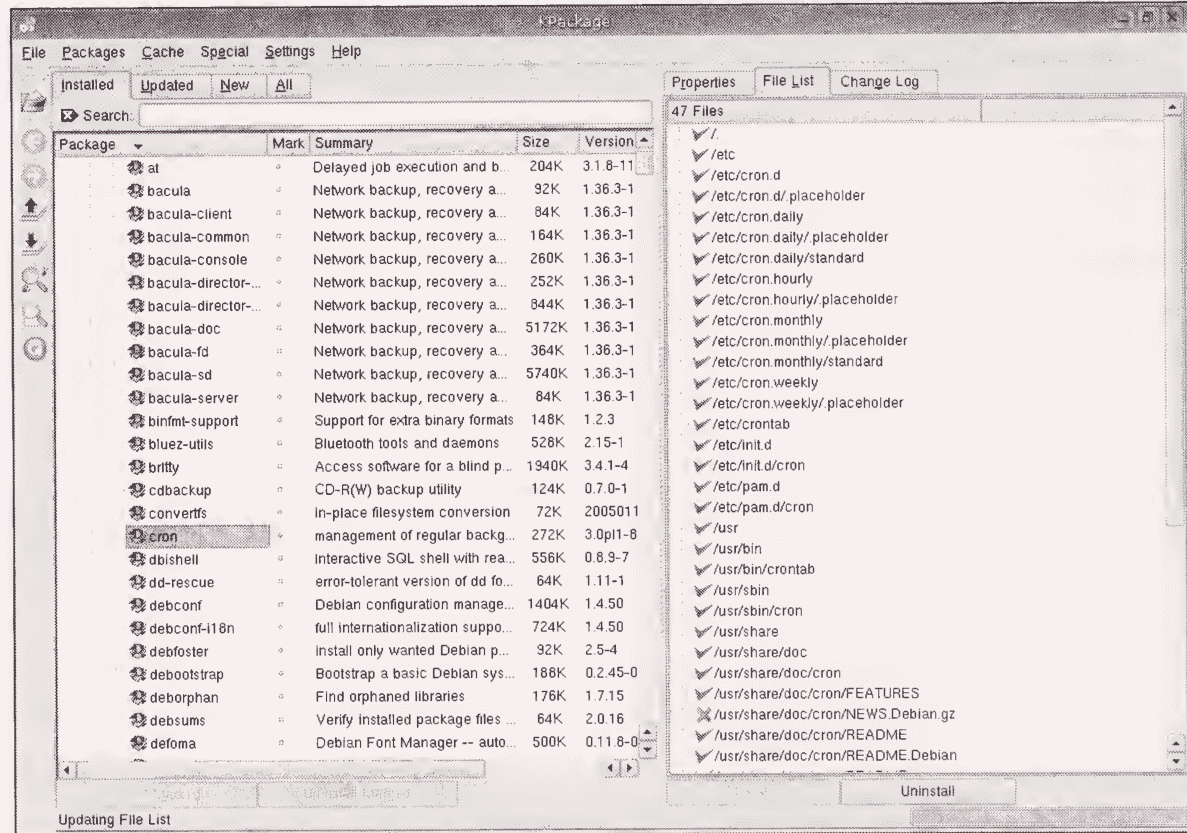 KPackage
File Packages Cache Special Settings Help
Installed Updated New All
Search:
Package Mark Summary Size Version
at Delayed job execution and b... 204K 3.1.8-11
bacula Network backup, recovery a... 92K 1.36.3-1
bacula-client Network backup, recovery a... 84K 1.36.3-1
bacula-common Network backup, recovery a... 164K 1.36.3-1
bacula-console Network backup, recovery a... 260K 1.36.3-1
bacula-director-... Network backup, recovery a... 252K 1.36.3-1
bacula-director-... Network backup, recovery a... 844K 1.36.3-1
bacula-doc Network backup, recovery a... 5172K 1.36.3-1
bacula-fd Network backup, recovery a... 364K 1.36.3-1
bacula-sd Network backup, recovery a... 5740K 1.36.3-1
bacula-server Network backup, recovery a... 84K 1.36.3-1
binfmt-support Support for extra binary formats 148K 1.2.3
bluez-utils Bluetooth tools and daemons 528K 2.15-1
brltty Access software for a blind p... 1940K 3.4.1-4
cdbackup CD-R(W) backup utility 124K 0.7.0-1
convertfs in-place filesystem conversion 72K 2005011
cron management of regular backg... 272K 3.0pl1-8
dbishell Interactive SQL shell with rea... 556K 0.8.9-7
dd-rescue error-tolerant version of dd fo... 64K 1.11-1
debconf Debian configuration manage... 1404K 1.4.50
debconf-i18n full internationalization suppo... 724K 1.4.50
debfoster Install only wanted Debian p... 92K 2.5-4
debootstrap Bootstrap a basic Debian sys... 188K 0.2.45-0
deborphan Find orphaned libraries 176K 1.7.15
debsums Verify installed package files ... 64K 2.0.16
defoma Debian Font Manager -- auto... 500K 0.11.8-0
Updating File List
Properties File List Change Log
47 Files
/.
/etc
/etc/cron.d
/etc/cron.d/.placeholder
/etc/cron.daily
/etc/cron.daily/.placeholder
/etc/cron.daily/standard
/etc/cron.hourly
/etc/cron.hourly/.placeholder
/etc/cron.monthly
/etc/cron.monthly/.placeholder
/etc/cron.monthly/standard
/etc/cron.weekly
/etc/cron.weekly/.placeholder
/etc/crontab
/etc/init.d
/etc/init.d/cron
/etc/pam.d
/etc/pam.d/cron
/usr
/usr/bin
/usr/bin/crontab
/usr/sbin
/usr/sbin/cron
/usr/share
/usr/share/doc
/usr/share/doc/cron
/usr/share/doc/cron/FEATURES
/usr/share/doc/cron/NEWS.Debian.gz
/usr/share/doc/cron/README
/usr/share/doc/cron/README.Debian
Uninstall